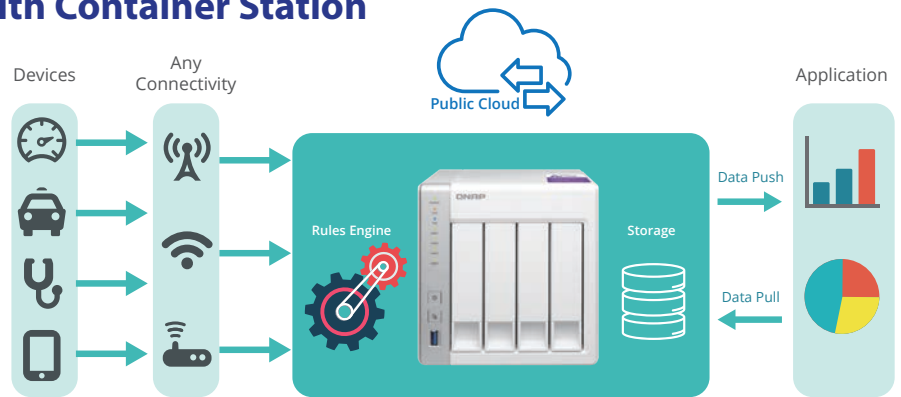 ith Container Station
Devices
Any
Connectivity
Public Cloud
Application
QNAP
Rules Engine
Storage
Data Push
Data Pull